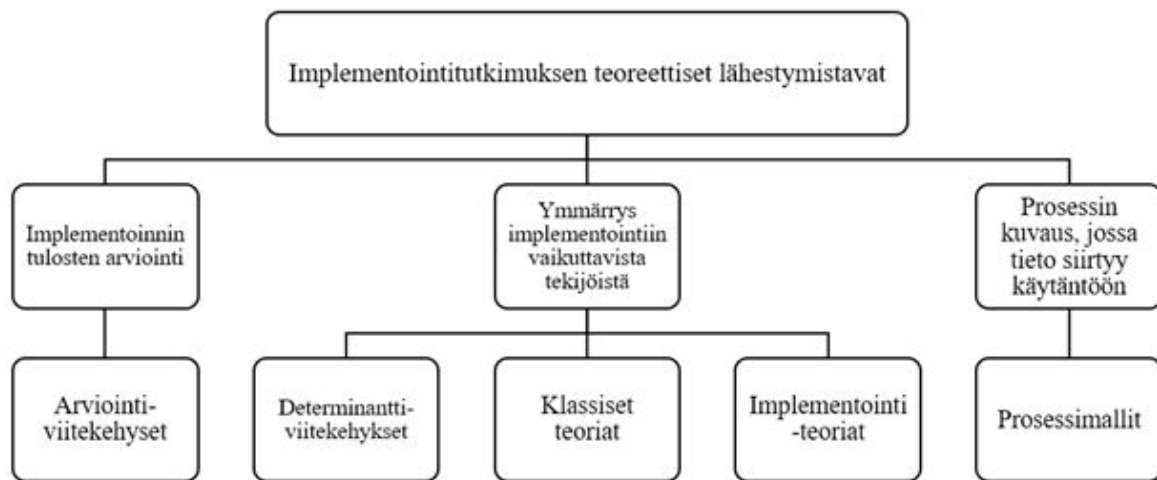 Implementointitutkimuksen teoreettiset lähestymistavat
Implementoinnin
tulosten arviointi
Ymmärrys
implementointiin
vaikuttavista
tekijöistä
Prosessin
kuvaus, jossa
tieto siirtyy
käytäntöön
Arviointi-
viitekehyset
Determinantti-
viitekehykset
Klassiset
teoriat
Implementointi
-teoriat
Prosessimallit